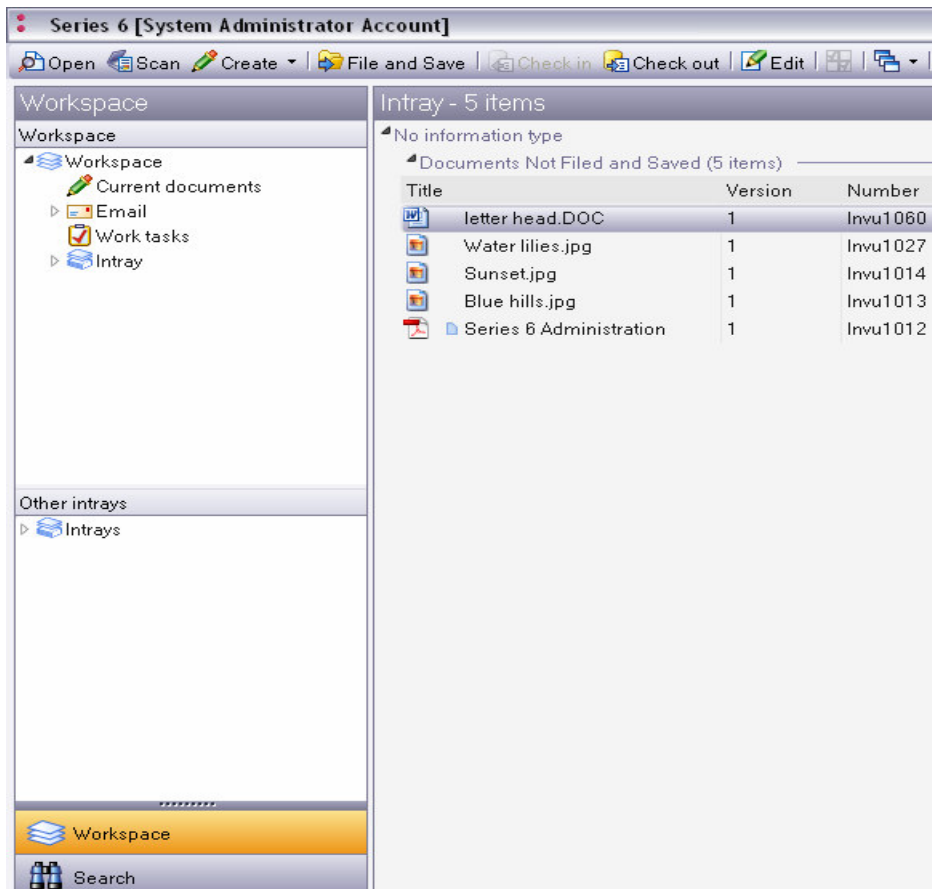 Series 6 [System Administrator Account]
Open Scan Create File and Save Check in Check out Edit
Workspace
Workspace
Workspace
Current documents
Email
Work tasks
Intray
Other intrays
Intrays
Workspace
Search
Intray - 5 items
No information type
Documents Not Filed and Saved (5 items)
Title Version Number
letter head.DOC 1 Invu1060
Water lilies.jpg 1 Invu1027
Sunset.jpg 1 Invu1014
Blue hills.jpg 1 Invu1013
Series 6 Administration 1 Invu1012